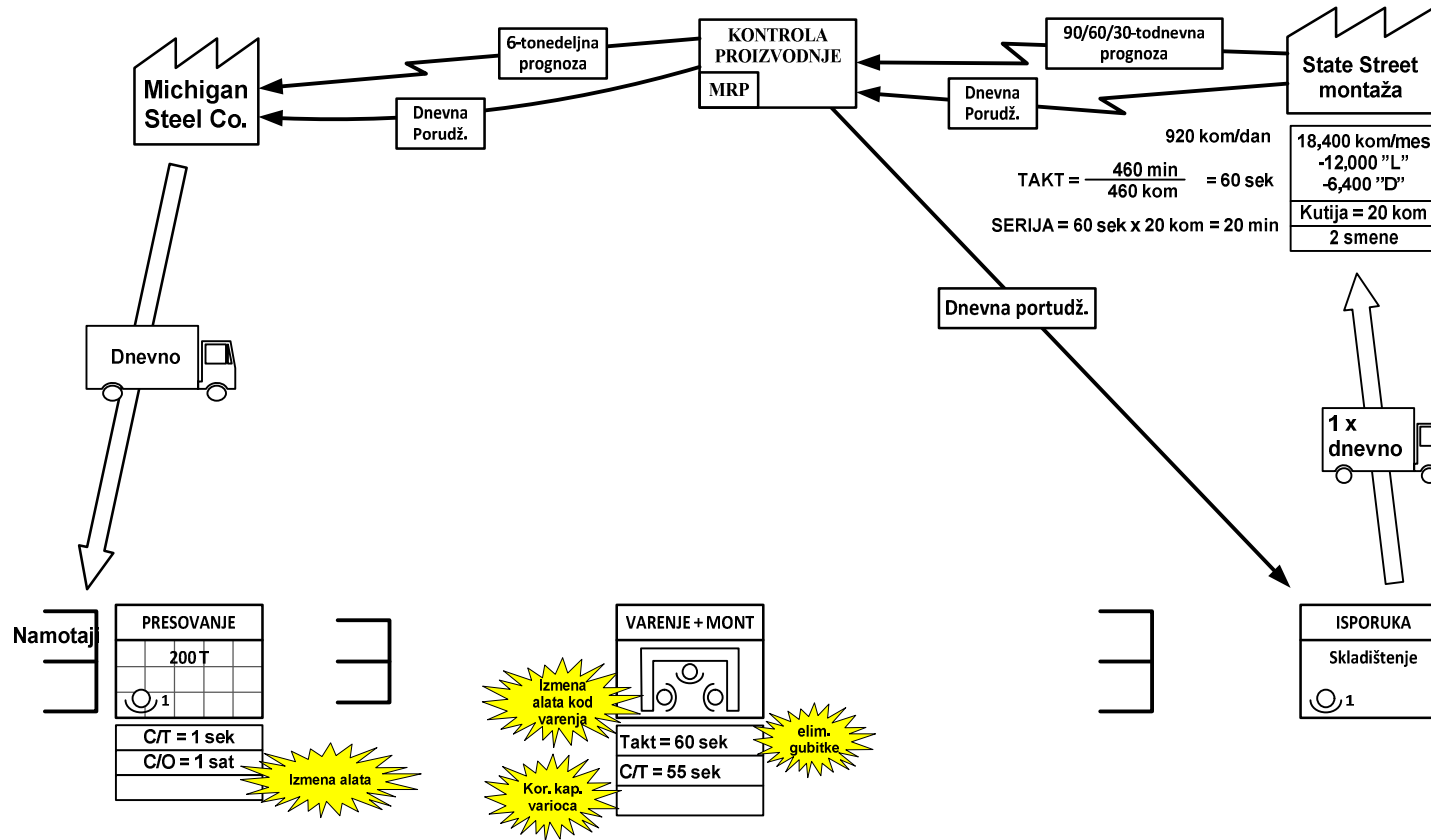 Michigan
Steel Co.
6-tonedeljna
prognoza
Dnevna
Porudž.
KONTROLA
PROIZVODNJE
MRP
90/60/30-todnevna
prognoza
Dnevna
Porudž.
State Street
montaža
920 kom/dan
TAKT = 460 min / 460 kom = 60 sek
SERIJA = 60 sek x 20 kom = 20 min
18,400 kom/mes
-12,000 "L"
-6,400 "D"
Kutija = 20 kom
2 smene
Dnevno
Dnevna portudž.
1 x
dnevno
Namotaji
PRESOVANJE
200 T
1
C/T = 1 sek
C/O = 1 sat
Izmena alata
VARENJE + MONT
Izmena
alata kod
varenja
Takt = 60 sek
C/T = 55 sek
elim.
gubitke
Kor. kap.
varioca
ISPORUKA
Skladištenje
1